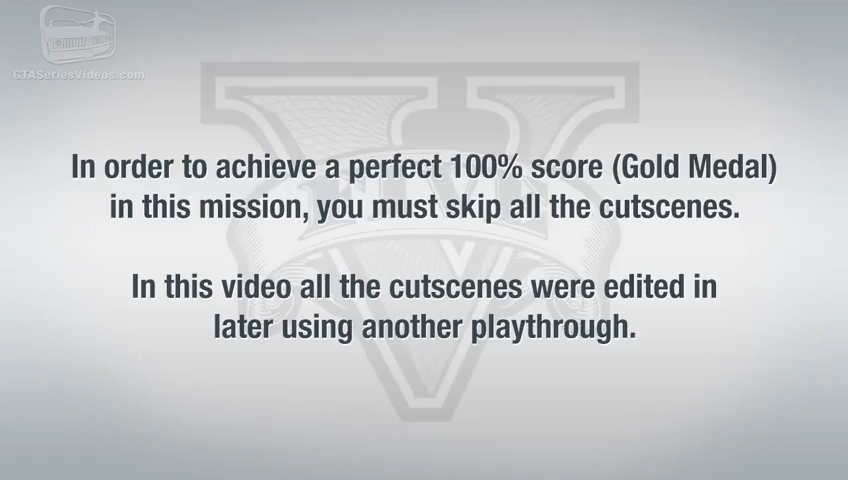 GTASeriesVideos.com
In order to achieve a perfect 100% score (Gold Medal)
in this mission, you must skip all the cutscenes.
In this video all the cutscenes were edited in
later using another playthrough.
FIVE